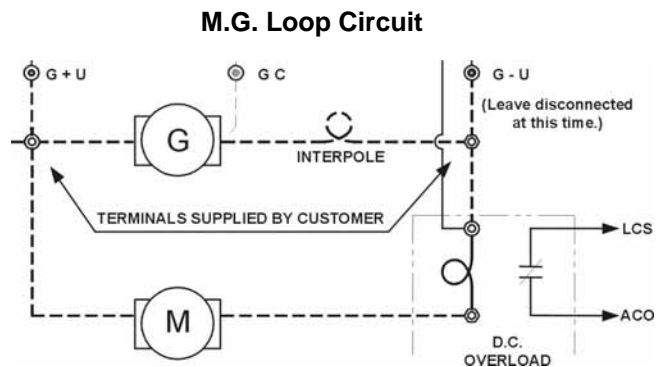 M.G. Loop Circuit
G + U
G C
G - U
(Leave disconnected
at this time.)
G
INTERPOLE
TERMINALS SUPPLIED BY CUSTOMER
LCS
M
ACO
D.C.
OVERLOAD